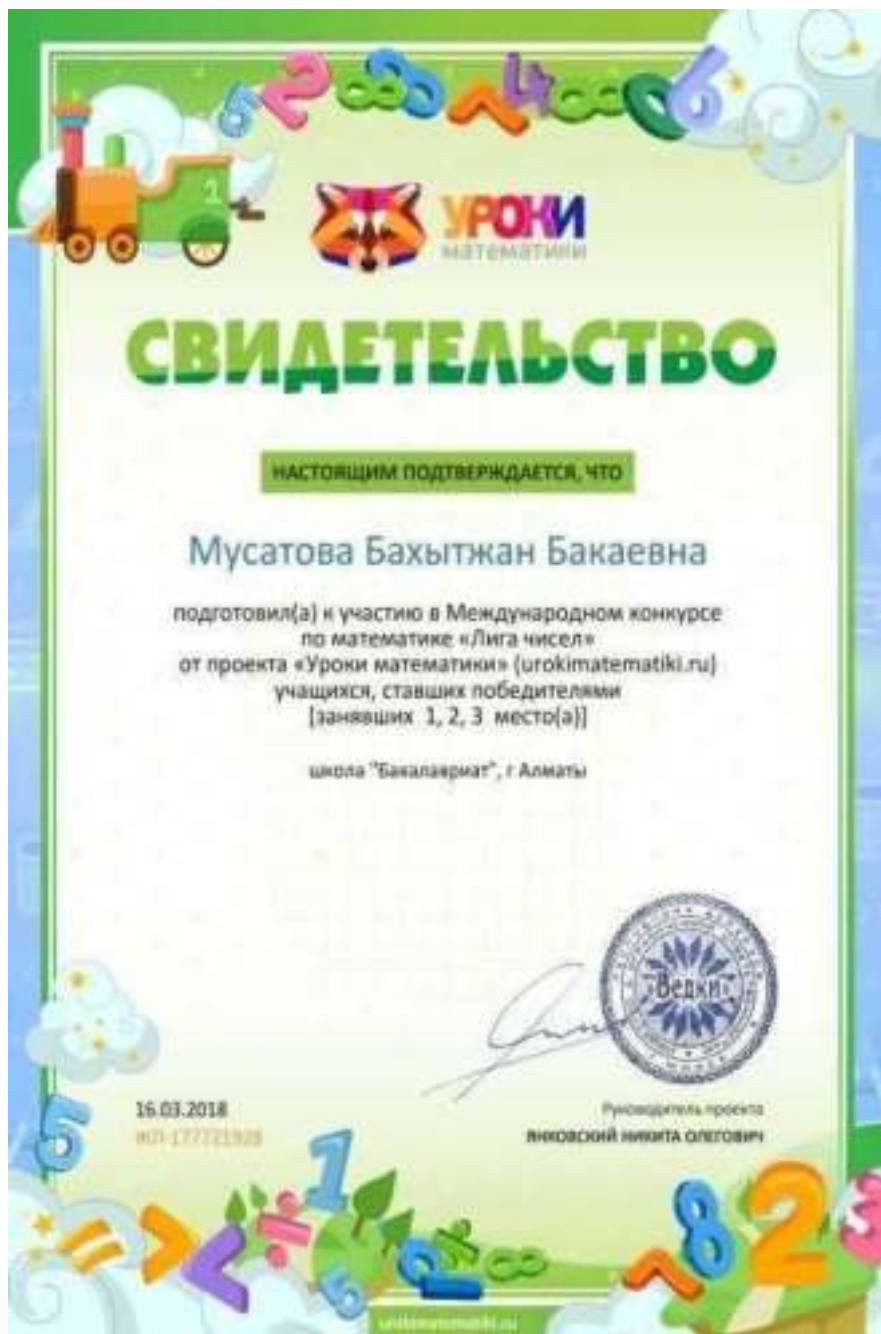 УРОКИ
математики
СВИДЕТЕЛЬСТВО
НАСТОЯЩИМ ПОДТВЕРЖДАЕТСЯ, ЧТО
Мусатова Бахытжан Бакаевна
подготовил(а) к участию в Международном конкурсе
по математике «Лига чисел»
от проекта «Уроки математики» (urokimatematiki.ru)
учащихся, ставших победителями
[занявших 1, 2, 3 место(а)]
школа "Бакалавриат", г Алматы
«Ведки»
16.03.2018
Руководитель проекта
ЯНКОВСКИЙ НИКИТА ОЛЕГОВИЧ
urokimatematiki.ru